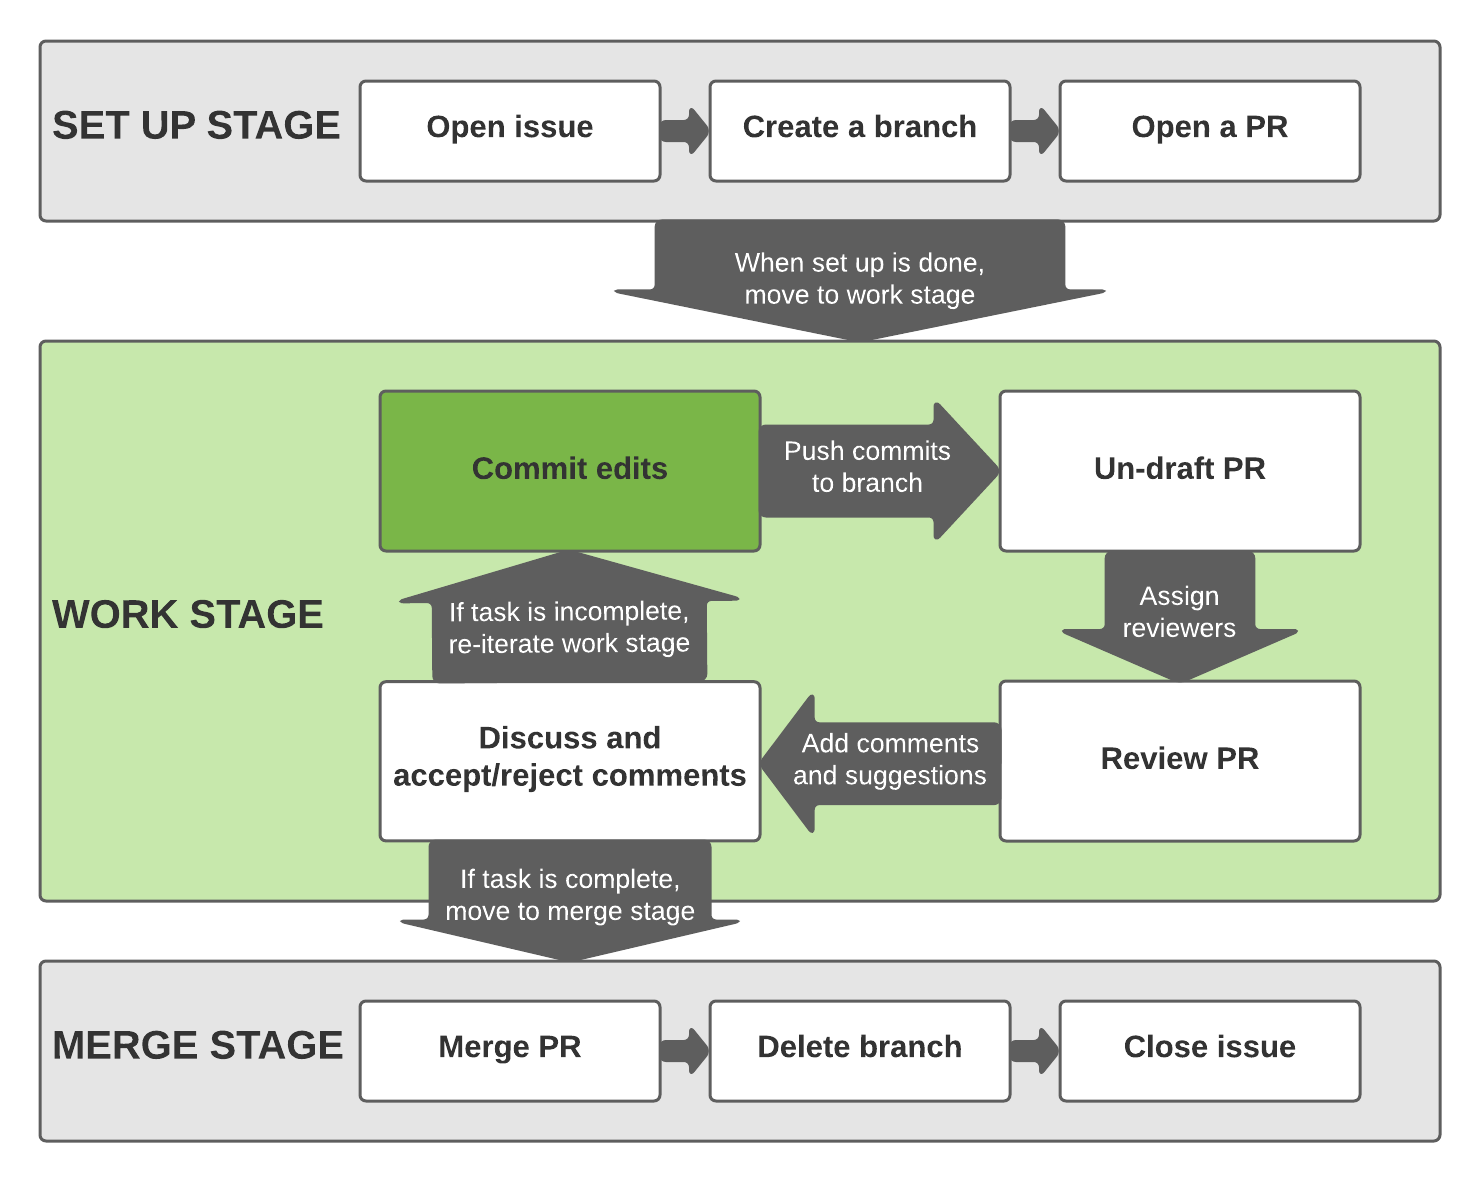 SET UP STAGE
Open issue
Create a branch
Open a PR
When set up is done,
move to work stage
WORK STAGE
Commit edits
Push commits
to branch
Un-draft PR
Assign
reviewers
Review PR
Add comments
and suggestions
Discuss and
accept/reject comments
If task is incomplete,
re-iterate work stage
If task is complete,
move to merge stage
MERGE STAGE
Merge PR
Delete branch
Close issue